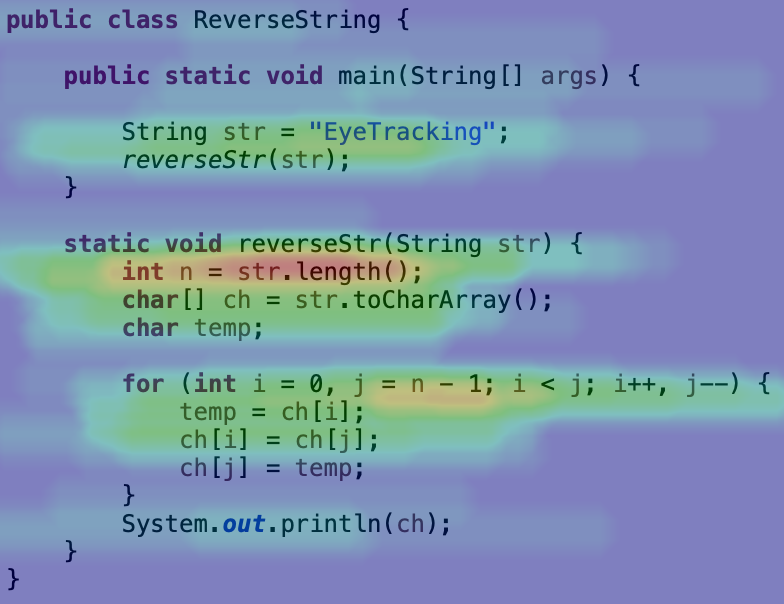 public class ReverseString {
public static void main(String[] args) {
String str = "EyeTracking";
reverseStr(str);
}
static void reverseStr(String str) {
int n = str.length();
char[] ch = str.toCharArray();
char temp;
for (int i = 0, j = n - 1; i < j; i++, j--) {
temp = ch[i];
ch[i] = ch[j];
ch[j] = temp;
}
System.out.println(ch);
}
}